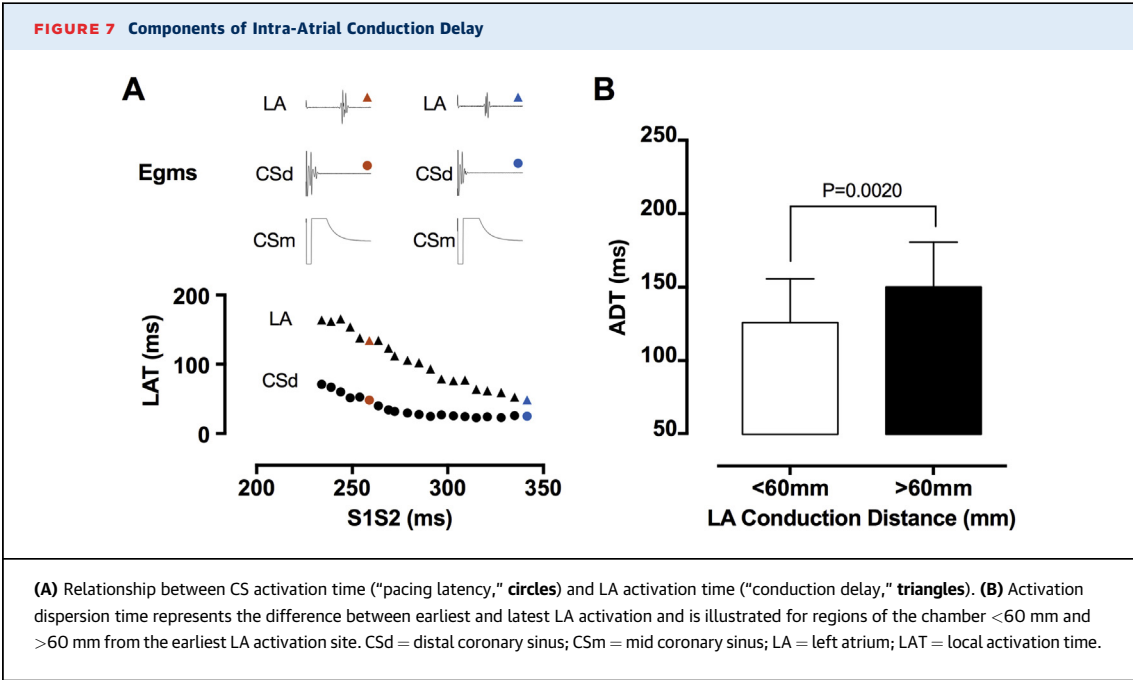 FIGURE 7 Components of Intra-Atrial Conduction Delay
A
B
LA
LA
Egms
CSd
CSd
CSm
CSm
200
100
0
LAT (ms)
LA
CSd
200
250
300
350
S1S2 (ms)
250
200
150
100
50
ADT (ms)
P=0.0020
<60mm
>60mm
LA Conduction Distance (mm)
(A) Relationship between CS activation time (“pacing latency,” circles) and LA activation time (“conduction delay,” triangles). (B) Activation
dispersion time represents the difference between earliest and latest LA activation and is illustrated for regions of the chamber <60 mm and
>60 mm from the earliest LA activation site. CSd = distal coronary sinus; CSm = mid coronary sinus; LA = left atrium; LAT = local activation time.